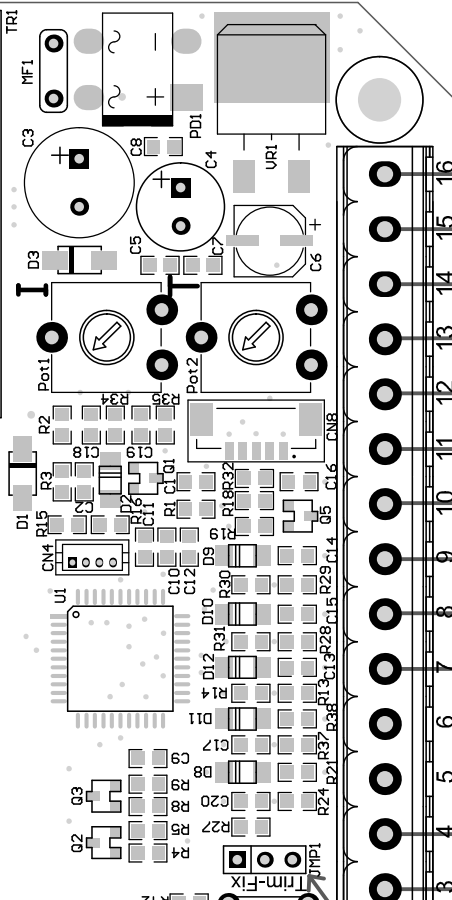 TR1
MF1
PD1
C3
C8
C4
VR1
16
15
D3
C5
C7
C6
14
Pot1
Pot2
13
12
R34
R35
R2
CN8
11
C18
C19
Q1
R3
C1
R32
C16
R18
10
D1
C2
D2
R16
C11
R1
Q5
R15
R19
CN4
C10
C12
D9
C14
9
R30
R29
U1
D10
C15
8
R31
R28
D12
C13
7
R14
R13
D11
R38
6
C17
R37
C9
D8
R21
5
Q3
R9
R8
C20
R24
Q2
R5
R27
4
R4
JMP1
Trim-Fix
3